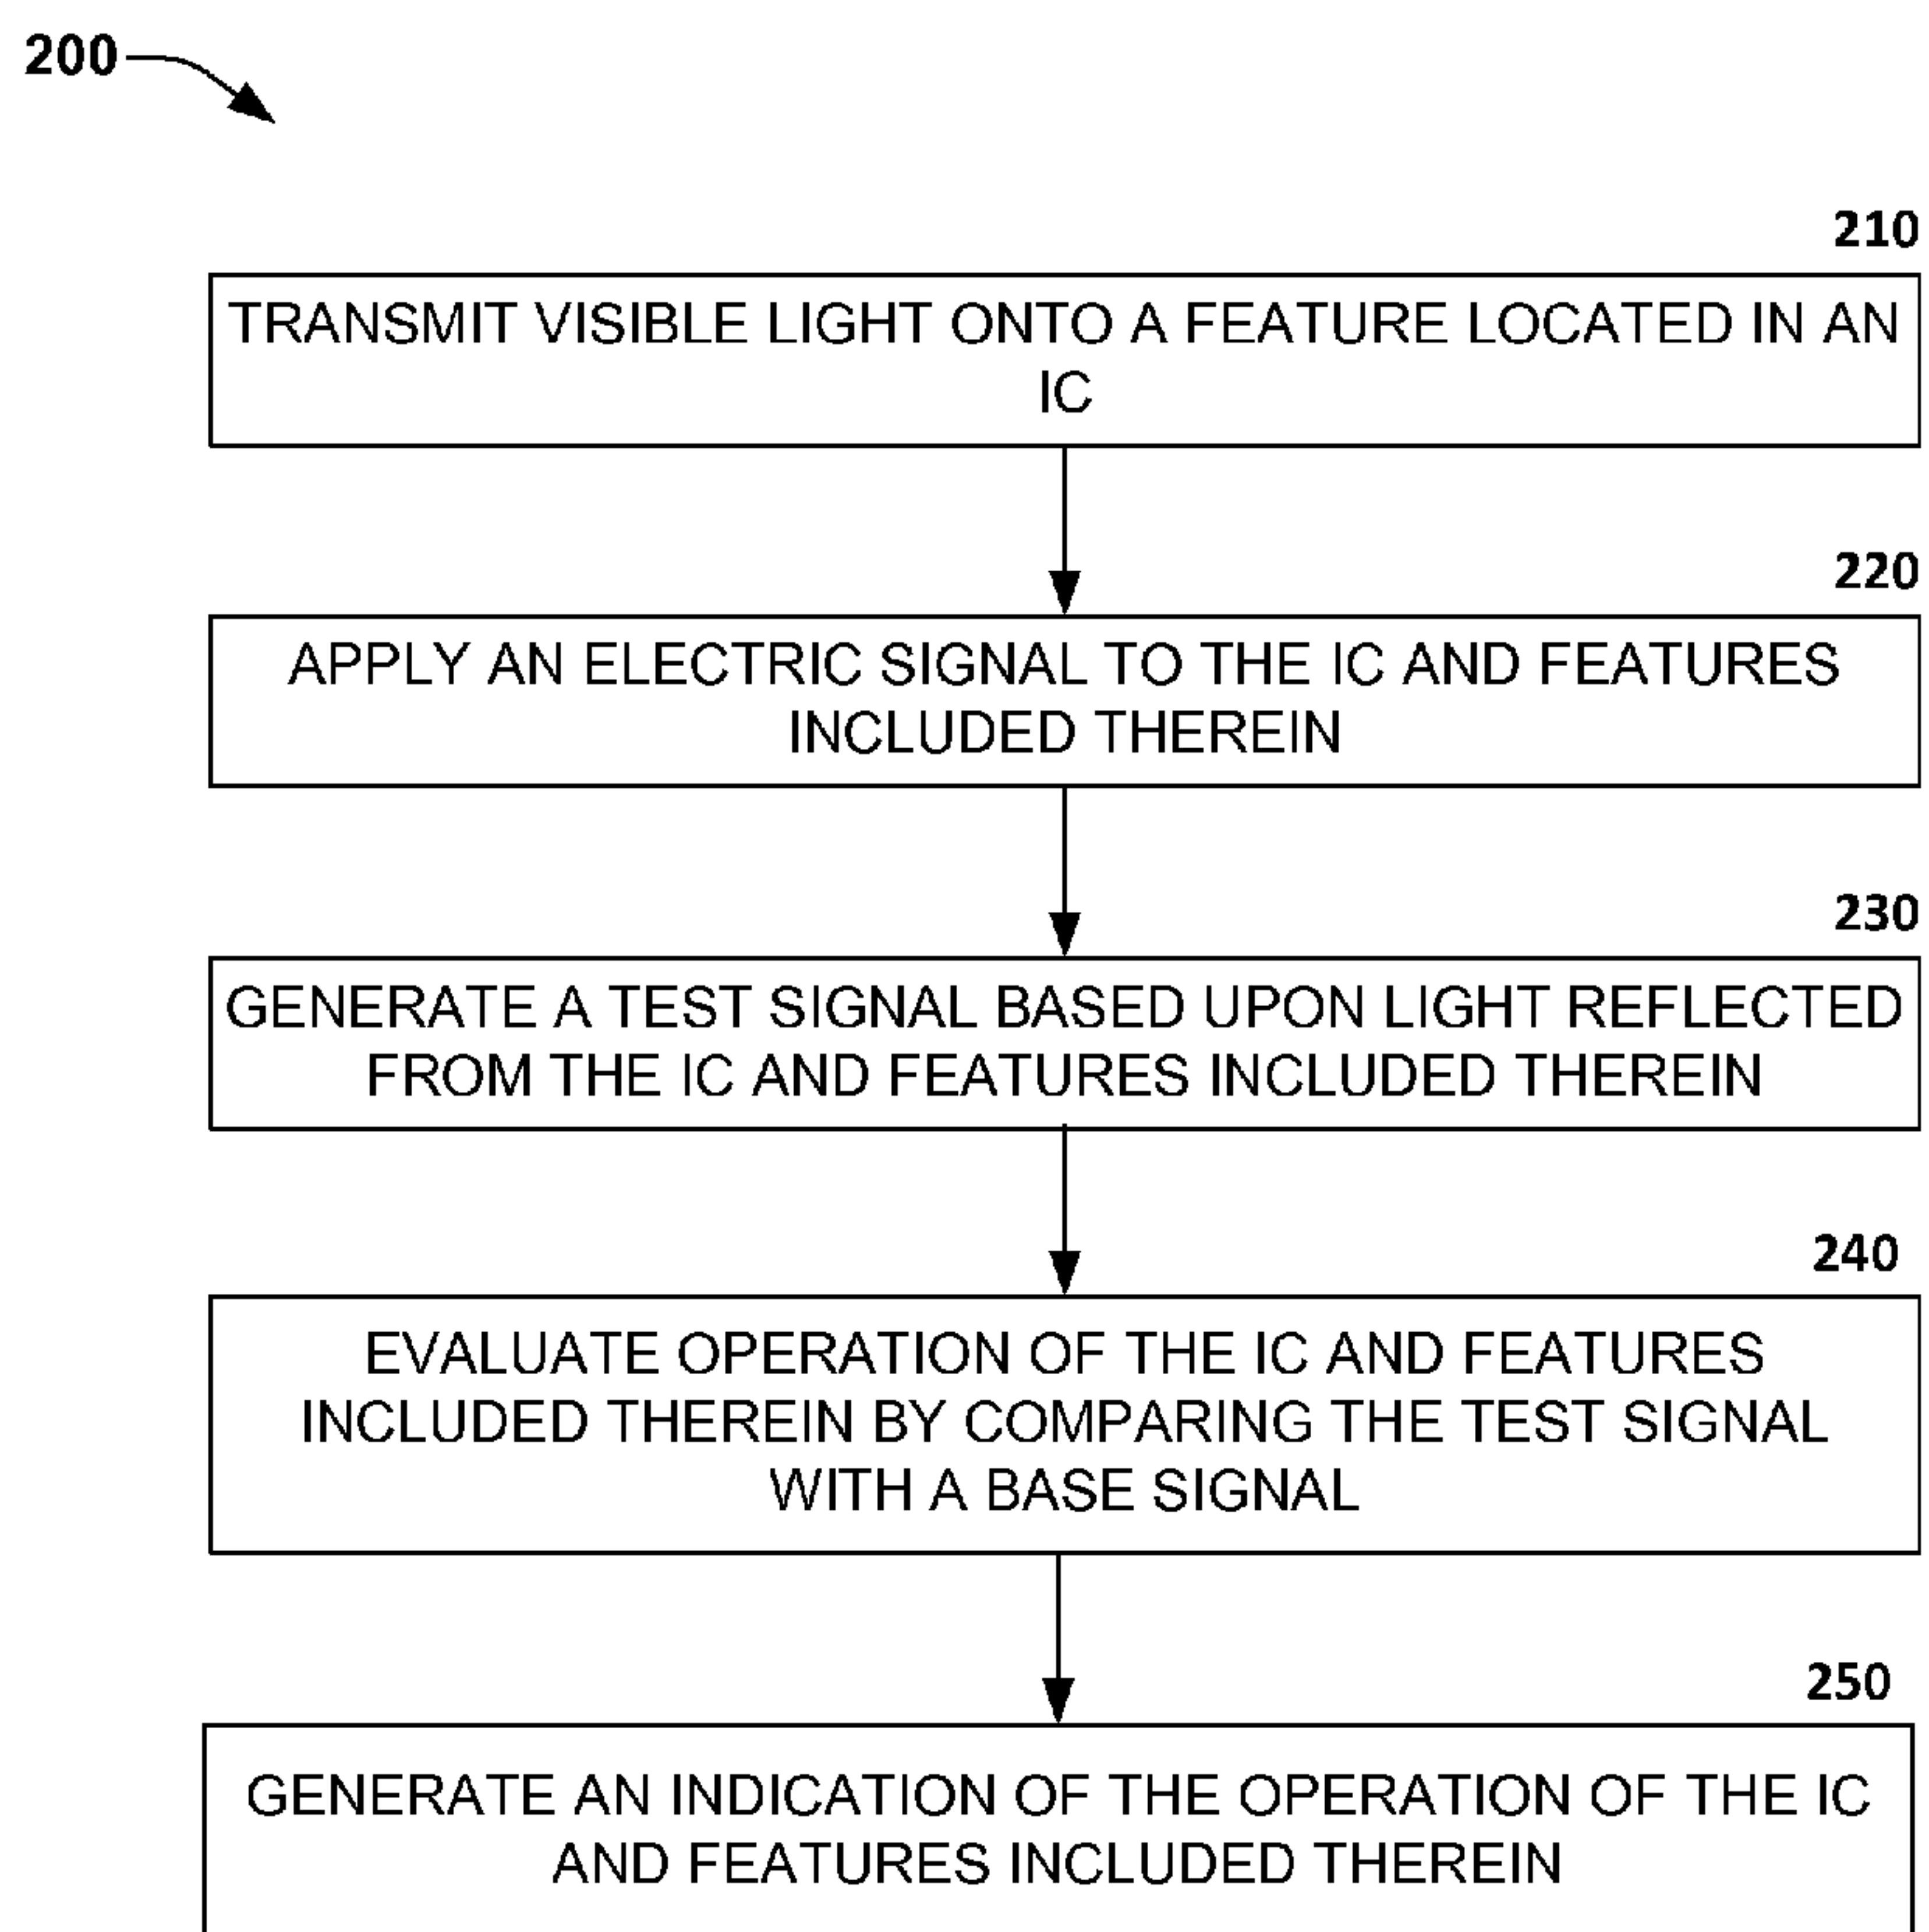 200
210
TRANSMIT VISIBLE LIGHT ONTO A FEATURE LOCATED IN AN
IC
220
APPLY AN ELECTRIC SIGNAL TO THE IC AND FEATURES
INCLUDED THEREIN
230
GENERATE A TEST SIGNAL BASED UPON LIGHT REFLECTED
FROM THE IC AND FEATURES INCLUDED THEREIN
240
EVALUATE OPERATION OF THE IC AND FEATURES
INCLUDED THEREIN BY COMPARING THE TEST SIGNAL
WITH A BASE SIGNAL
250
GENERATE AN INDICATION OF THE OPERATION OF THE IC
AND FEATURES INCLUDED THEREIN